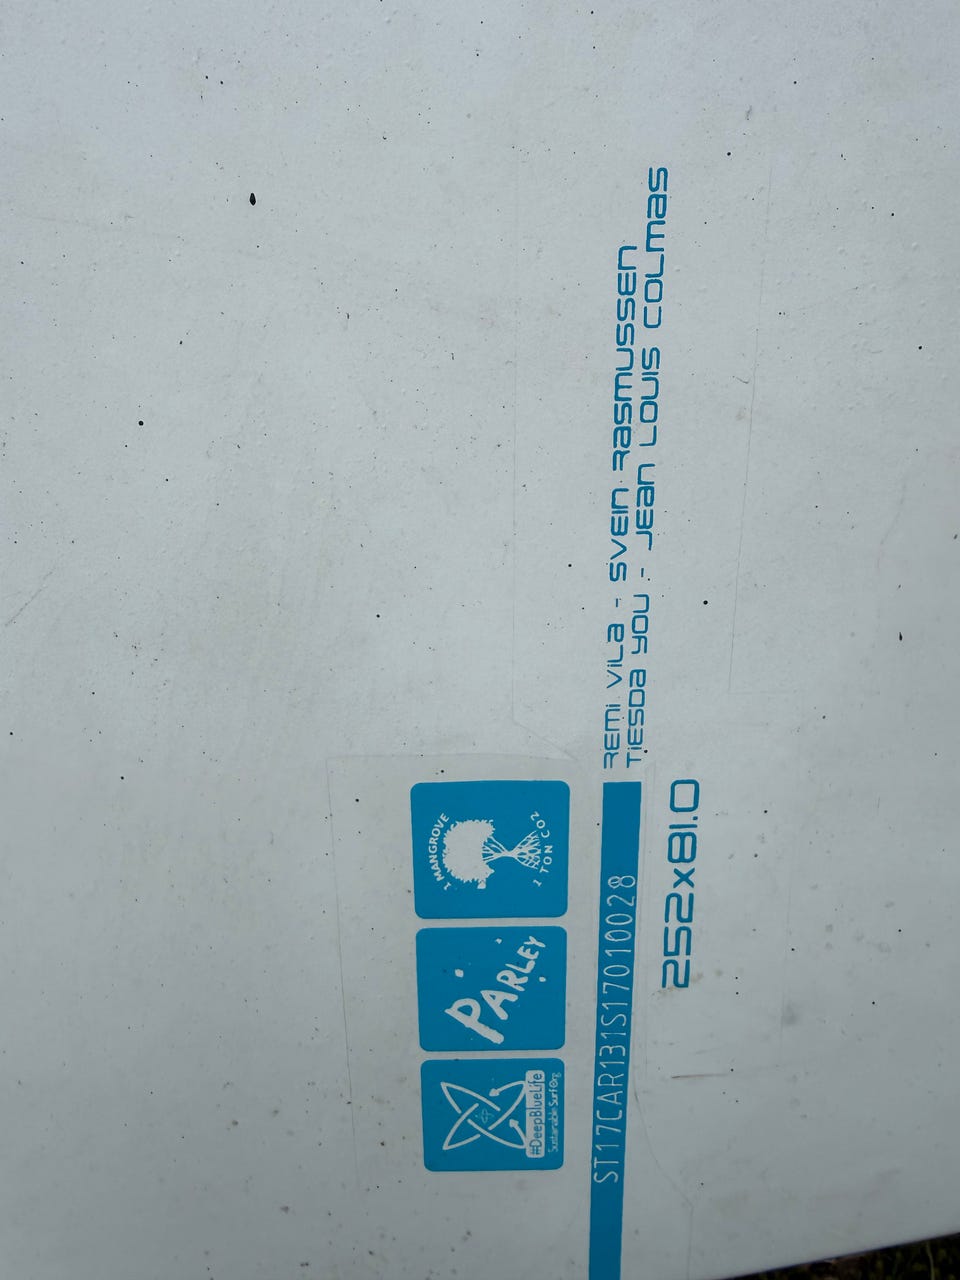 REMI VILA - SVEIN RASMUSSEN
TIESDA YOU - JEAN LOUIS COLMAS
1 MANGROVE
1 TON CO2
PARLEY
#DeepBlueLife
SustainableSurf.Org
ST17CAR131S17010028
252x81.0